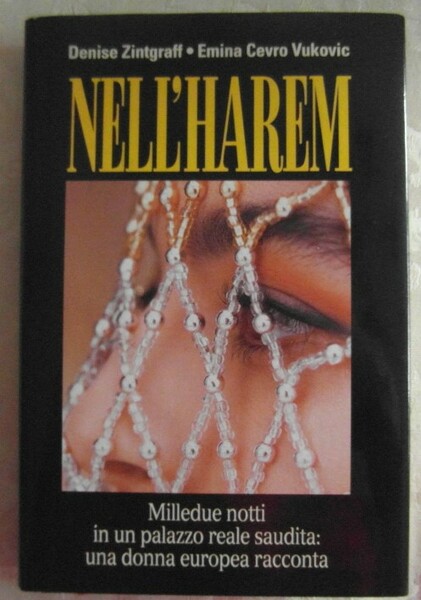 Denise Zintgraff • Emina Cevro Vukovic
NELL'HAREM
Milledue notti
in un palazzo reale saudita:
una donna europea racconta